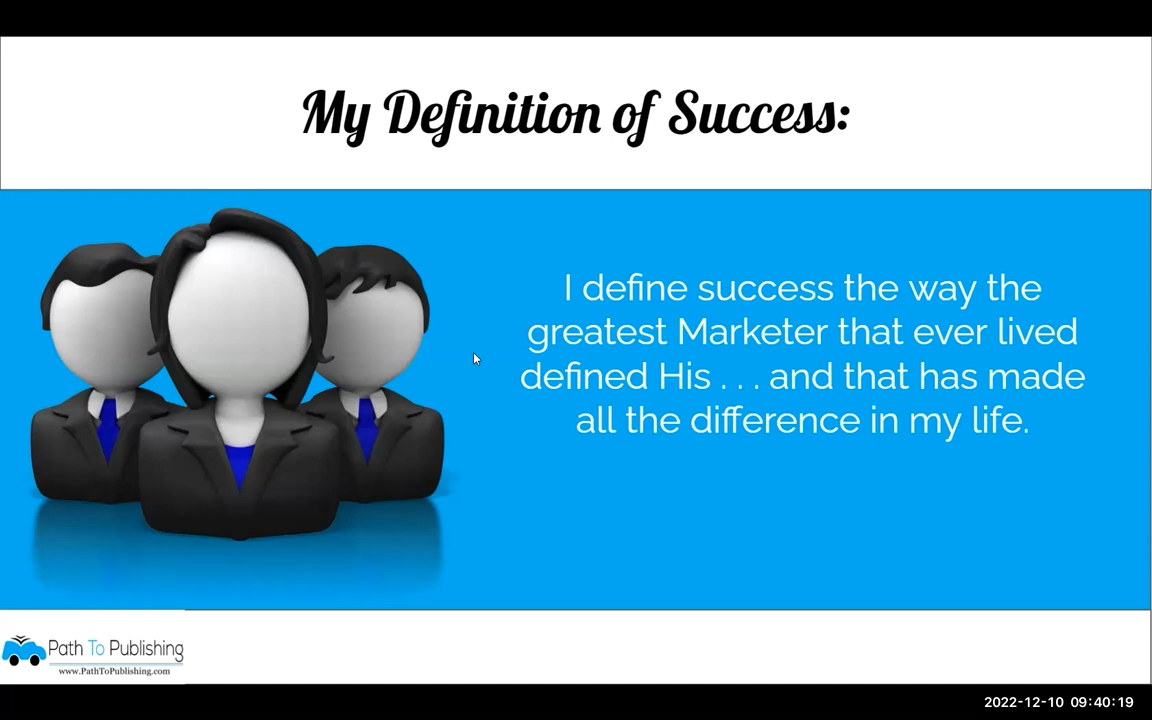 My Definition of Success:
I define success the way the
greatest Marketer that ever lived
defined His . . . and that has made
all the difference in my life.
Path To Publishing
www.PathToPublishing.com
2022-12-10 09:40:19